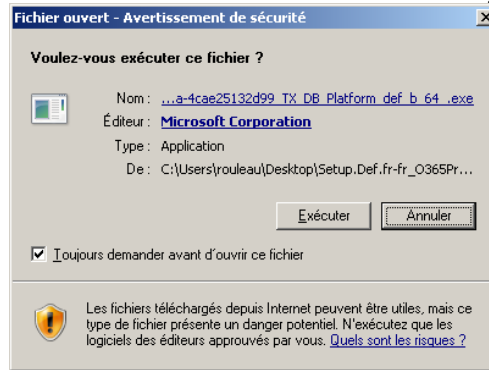 Fichier ouvert - Avertissement de sécurité
Voulez-vous exécuter ce fichier ?
Nom : ...a-4cae25132d99_TX_DB_Platform_def_b_64_.exe
Éditeur : Microsoft Corporation
Type : Application
De : C:\Users\rouleau\Desktop\Setup.Def.fr-fr_O365Pr...
Exécuter Annuler
Toujours demander avant d'ouvrir ce fichier
Les fichiers téléchargés depuis Internet peuvent être utiles, mais ce
type de fichier présente un danger potentiel. N'exécutez que les
logiciels des éditeurs approuvés par vous. Quels sont les risques ?